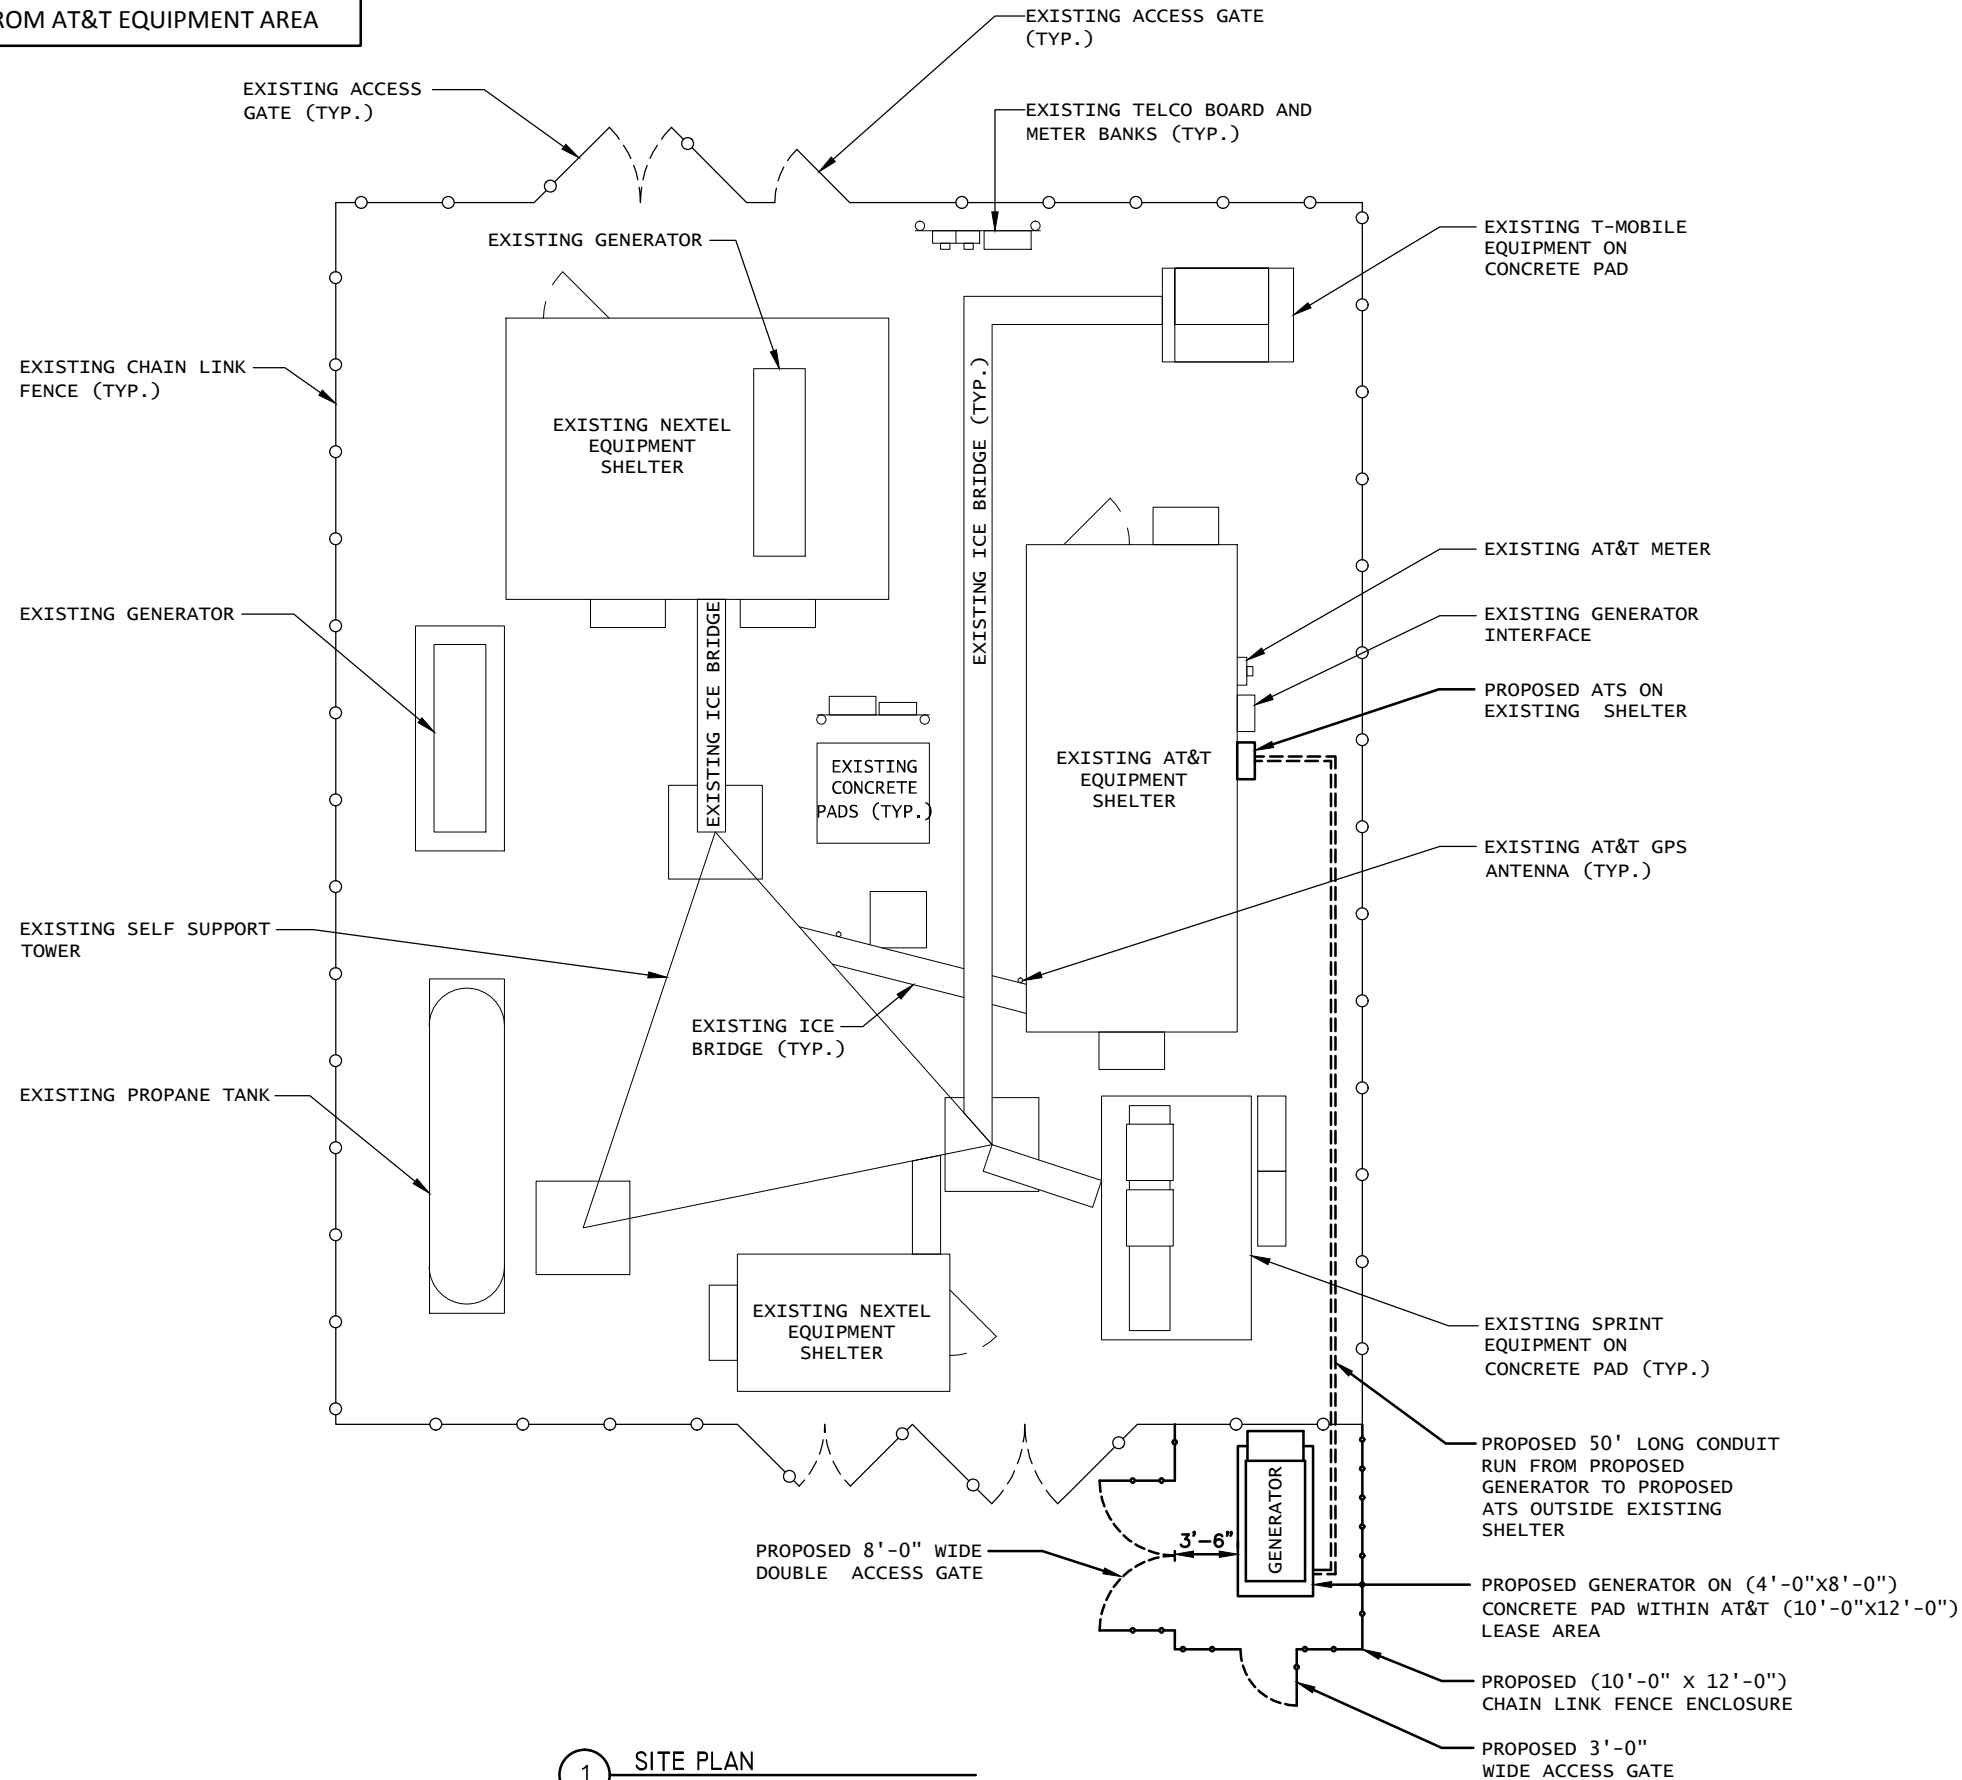 ROM AT&T EQUIPMENT AREA
EXISTING ACCESS GATE
(TYP.)
EXISTING ACCESS
GATE (TYP.)
EXISTING TELCO BOARD AND
METER BANKS (TYP.)
EXISTING GENERATOR
EXISTING T-MOBILE
EQUIPMENT ON
CONCRETE PAD
EXISTING CHAIN LINK
FENCE (TYP.)
EXISTING NEXTEL
EQUIPMENT
SHELTER
EXISTING ICE BRIDGE (TYP.)
EXISTING AT&T METER
EXISTING GENERATOR
EXISTING GENERATOR
INTERFACE
EXISTING ICE BRIDGE
PROPOSED ATS ON
EXISTING SHELTER
EXISTING
CONCRETE
PADS (TYP.)
EXISTING AT&T
EQUIPMENT
SHELTER
EXISTING AT&T GPS
ANTENNA (TYP.)
EXISTING SELF SUPPORT
TOWER
EXISTING ICE
BRIDGE (TYP.)
EXISTING PROPANE TANK
EXISTING NEXTEL
EQUIPMENT
SHELTER
EXISTING SPRINT
EQUIPMENT ON
CONCRETE PAD (TYP.)
PROPOSED 50' LONG CONDUIT
RUN FROM PROPOSED
GENERATOR TO PROPOSED
ATS OUTSIDE EXISTING
SHELTER
GENERATOR
3'-6"
PROPOSED 8'-0" WIDE
DOUBLE ACCESS GATE
PROPOSED GENERATOR ON (4'-0"X8'-0")
CONCRETE PAD WITHIN AT&T (10'-0"X12'-0")
LEASE AREA
PROPOSED (10'-0" X 12'-0")
CHAIN LINK FENCE ENCLOSURE
PROPOSED 3'-0"
WIDE ACCESS GATE
1 SITE PLAN